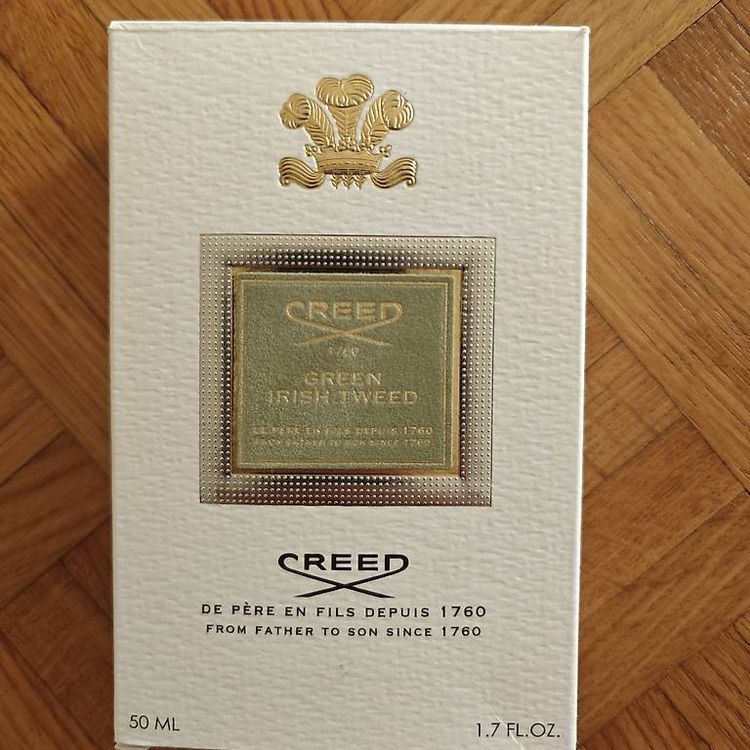 CREED
1760
GREEN
IRISH TWEED
DE PÈRE EN FILS DEPUIS 1760
FROM FATHER TO SON SINCE 1760
CREED
DE PÈRE EN FILS DEPUIS 1760
FROM FATHER TO SON SINCE 1760
50 ML
1.7 FL.OZ.